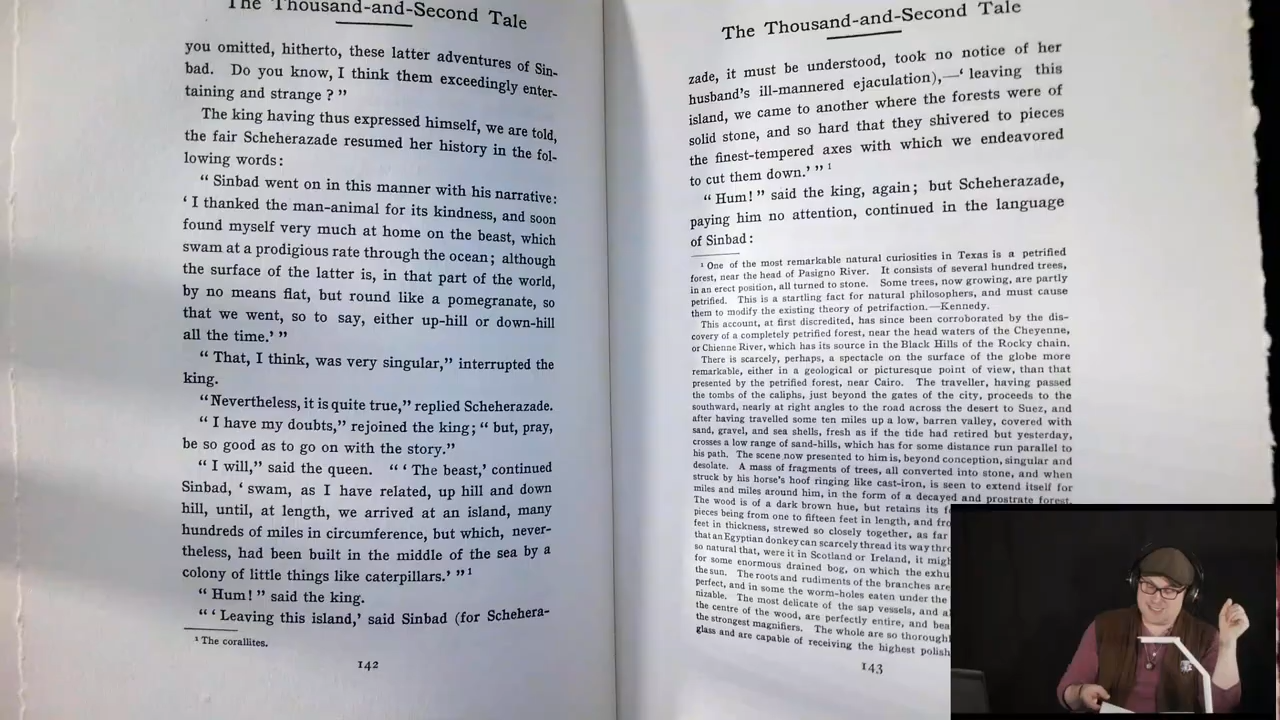 The Thousand-and-Second Tale
you omitted, hitherto, these latter adventures of Sin-
bad. Do you know, I think them exceedingly enter-
taining and strange ? "
The king having thus expressed himself, we are told,
the fair Scheherazade resumed her history in the fol-
lowing words:
" Sinbad went on in this manner with his narrative:
' I thanked the man-animal for its kindness, and soon
found myself very much at home on the beast, which
swam at a prodigious rate through the ocean; although
the surface of the latter is, in that part of the world,
by no means flat, but round like a pomegranate, so
that we went, so to say, either up-hill or down-hill
all the time.' "
" That, I think, was very singular," interrupted the
king.
"Nevertheless, it is quite true," replied Scheherazade.
" I have my doubts," rejoined the king; " but, pray,
be so good as to go on with the story."
" I will," said the queen. " ' The beast,' continued
Sinbad, ' swam, as I have related, up hill and down
hill, until, at length, we arrived at an island, many
hundreds of miles in circumference, but which, never-
theless, had been built in the middle of the sea by a
colony of little things like caterpillars.' " 1
" Hum! " said the king.
" ' Leaving this island,' said Sinbad (for Schehera-
1 The corallites.
142
The Thousand-and-Second Tale
zade, it must be understood, took no notice of her
husband's ill-mannered ejaculation),—' leaving this
island, we came to another where the forests were of
solid stone, and so hard that they shivered to pieces
the finest-tempered axes with which we endeavored
to cut them down.' " 1
" Hum! " said the king, again; but Scheherazade,
paying him no attention, continued in the language
of Sinbad:
1 One of the most remarkable natural curiosities in Texas is a petrified
forest, near the head of Pasigno River. It consists of several hundred trees,
in an erect position, all turned to stone. Some trees, now growing, are partly
petrified. This is a startling fact for natural philosophers, and must cause
them to modify the existing theory of petrifaction.—Kennedy.
This account, at first discredited, has since been corroborated by the dis-
covery of a completely petrified forest, near the head waters of the Cheyenne,
or Chienne River, which has its source in the Black Hills of the Rocky chain.
There is scarcely, perhaps, a spectacle on the surface of the globe more
remarkable, either in a geological or picturesque point of view, than that
presented by the petrified forest, near Cairo. The traveller, having passed
the tombs of the caliphs, just beyond the gates of the city, proceeds to the
southward, nearly at right angles to the road across the desert to Suez, and
after having travelled some ten miles up a low, barren valley, covered with
sand, gravel, and sea shells, fresh as if the tide had retired but yesterday,
crosses a low range of sand-hills, which has for some distance run parallel to
his path. The scene now presented to him is, beyond conception, singular and
desolate. A mass of fragments of trees, all converted into stone, and when
struck by his horse's hoof ringing like cast-iron, is seen to extend itself for
miles and miles around him, in the form of a decayed and prostrate forest.
The wood is of a dark brown hue, but retains its
pieces being from one to fifteen feet in length, and
feet in thickness, strewed so closely together, as far
that an Egyptian donkey can scarcely thread its way
so natural that, were it in Scotland or Ireland, it
for some enormous drained bog, on which the
the sun. The roots and rudiments of the branches are
perfect, and in some the worm-holes eaten under the
nizable. The most delicate of the sap vessels, and
the centre of the wood, are perfectly entire, and
the strongest magnifiers. The whole are so
glass and are capable of receiving the highest
143